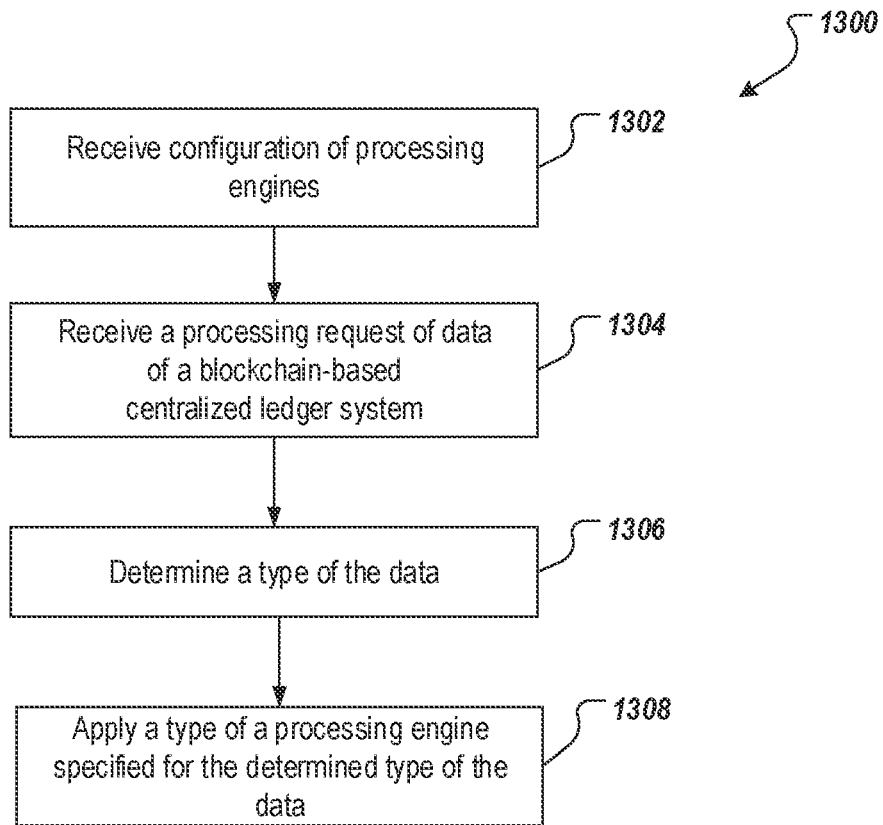 1300
1302
Receive configuration of processing
engines
1304
Receive a processing request of data
of a blockchain-based
centralized ledger system
1306
Determine a type of the data
1308
Apply a type of a processing engine
specified for the determined type of the
data